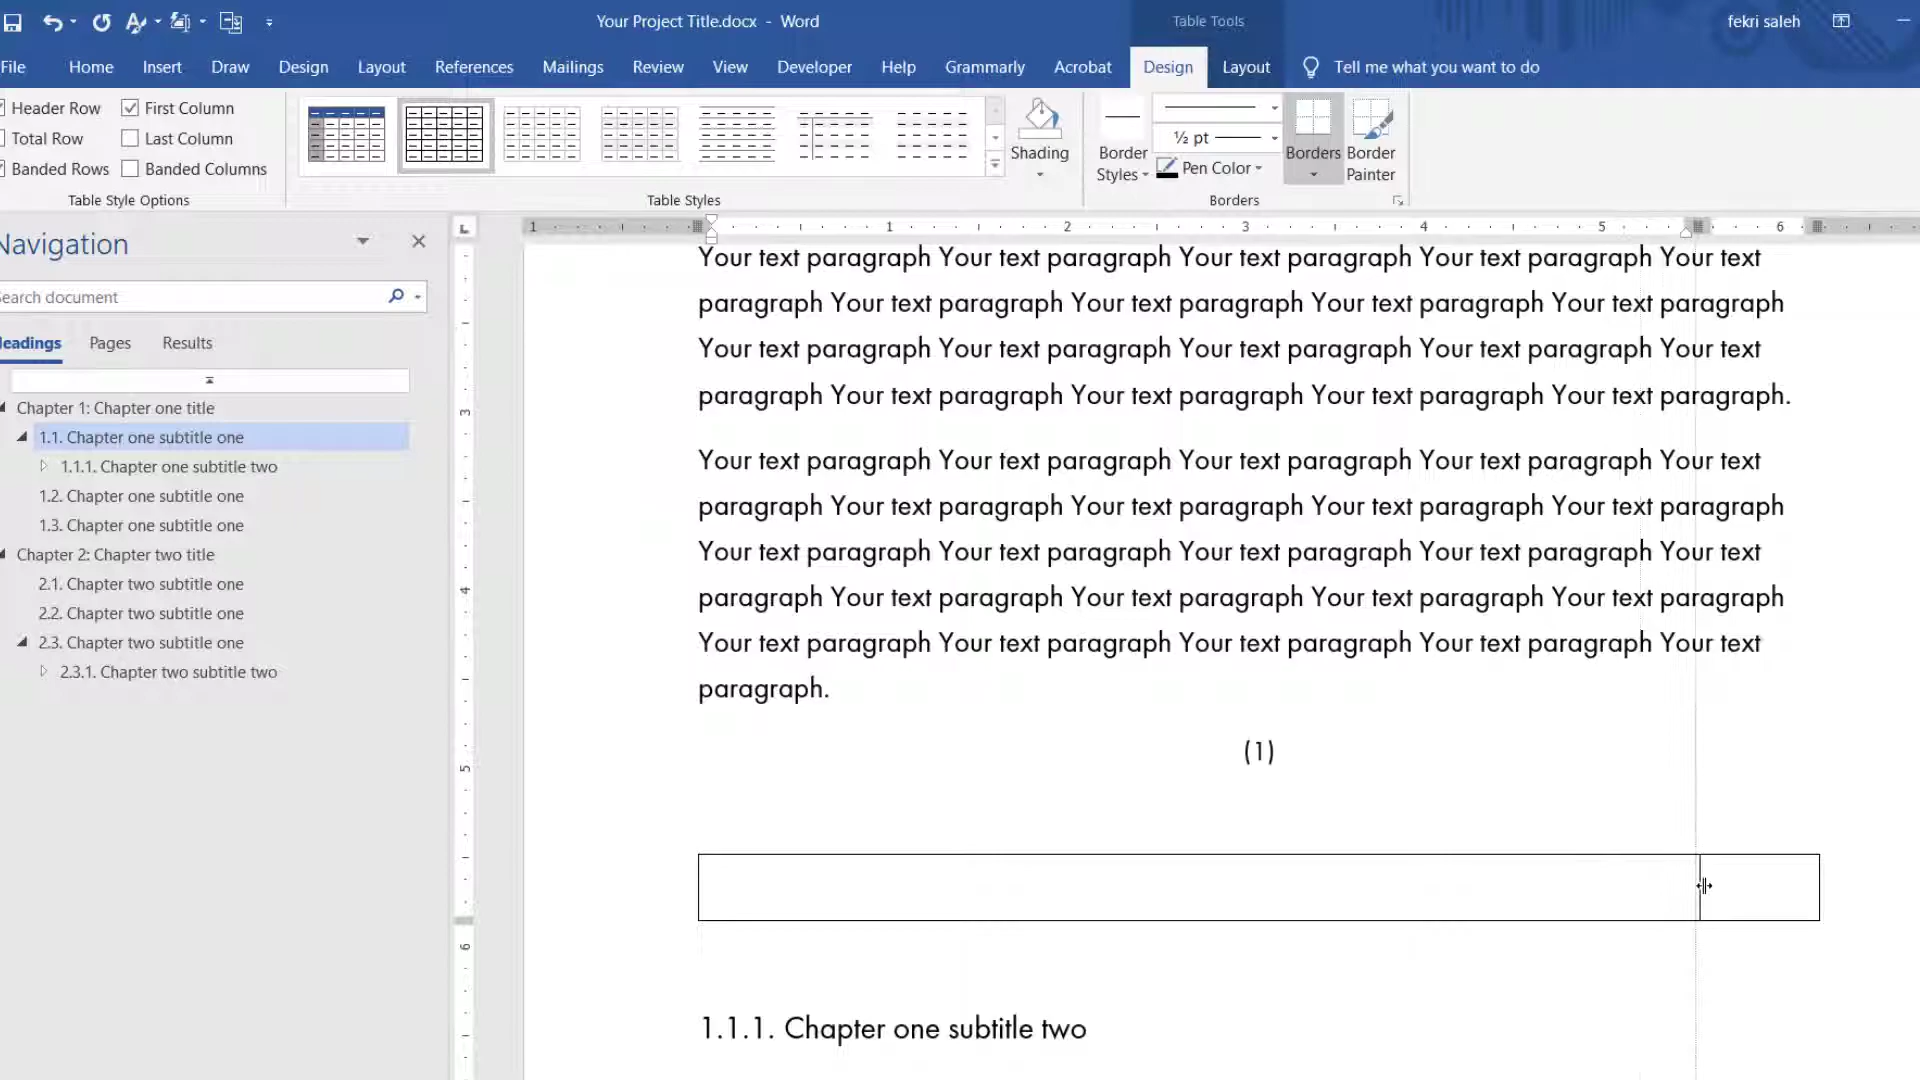 Your Project Title.docx - Word
Table Tools
fekri saleh
File
Home
Insert
Draw
Design
Layout
References
Mailings
Review
View
Developer
Help
Grammarly
Acrobat
Design
Layout
Tell me what you want to do
Header Row
First Column
Total Row
Last Column
Banded Rows
Banded Columns
Table Style Options
Table Styles
Shading
Border Styles
½ pt
Pen Color
Borders
Border Painter
Borders
Navigation
Search document
Headings
Pages
Results
Chapter 1: Chapter one title
1.1. Chapter one subtitle one
1.1.1. Chapter one subtitle two
1.2. Chapter one subtitle one
1.3. Chapter one subtitle one
Chapter 2: Chapter two title
2.1. Chapter two subtitle one
2.2. Chapter two subtitle one
2.3. Chapter two subtitle one
2.3.1. Chapter two subtitle two
1 1 2 3 4 5 6
3
4
5
6
Your text paragraph Your text paragraph Your text paragraph Your text paragraph Your text
paragraph Your text paragraph Your text paragraph Your text paragraph Your text paragraph
Your text paragraph Your text paragraph Your text paragraph Your text paragraph Your text
paragraph Your text paragraph Your text paragraph Your text paragraph Your text paragraph.
Your text paragraph Your text paragraph Your text paragraph Your text paragraph Your text
paragraph Your text paragraph Your text paragraph Your text paragraph Your text paragraph
Your text paragraph Your text paragraph Your text paragraph Your text paragraph Your text
paragraph Your text paragraph Your text paragraph Your text paragraph Your text paragraph
Your text paragraph Your text paragraph Your text paragraph Your text paragraph Your text
paragraph.
(1)
1.1.1. Chapter one subtitle two